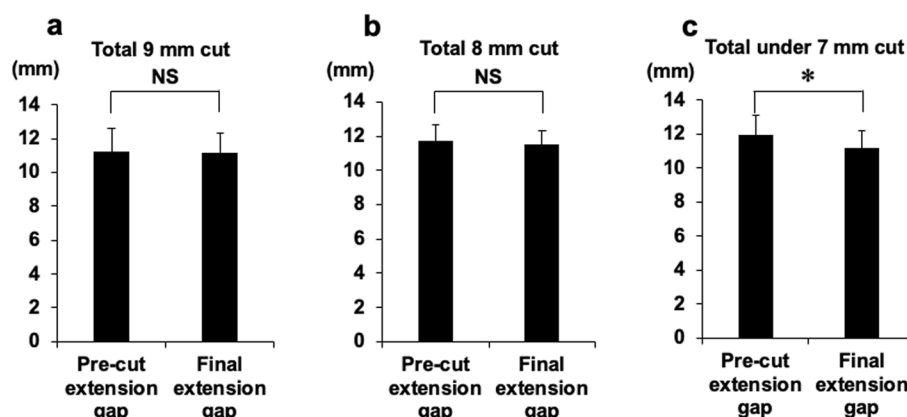 a
Total 9 mm cut
(mm)
NS
14
12
10
8
6
4
2
0
Pre-cut extension gap
Final extension gap
b
Total 8 mm cut
(mm)
NS
14
12
10
8
6
4
2
0
Pre-cut extension gap
Final extension gap
c
Total under 7 mm cut
(mm)
*
14
12
10
8
6
4
2
0
Pre-cut extension gap
Final extension gap